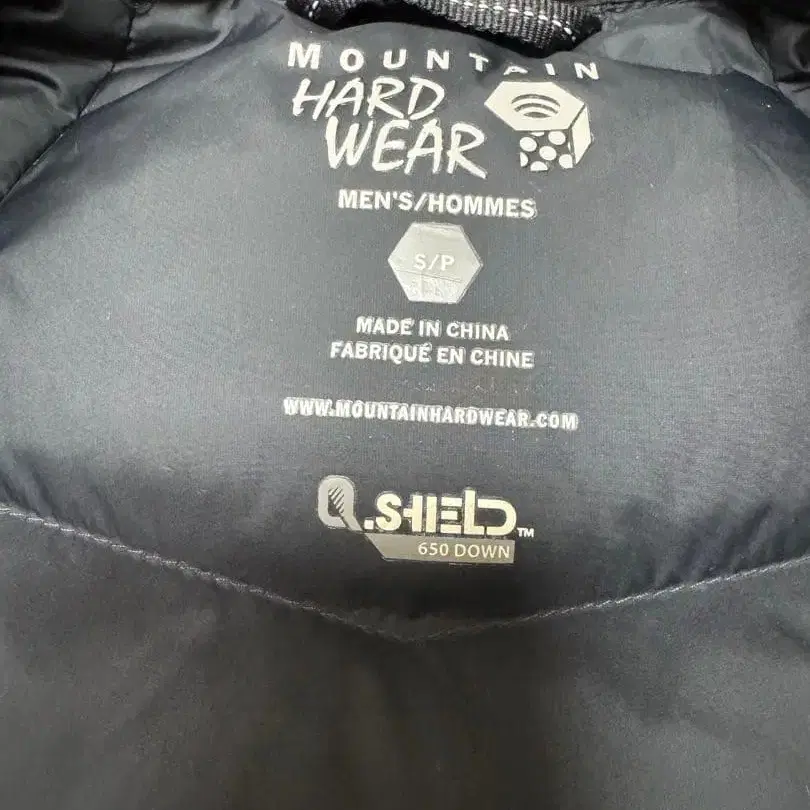 MOUNTAIN
HARD
WEAR
MEN'S/HOMMES
S/P
MADE IN CHINA
FABRIQUÉ EN CHINE
WWW.MOUNTAINHARDWEAR.COM
Q.SHIELD™
650 DOWN